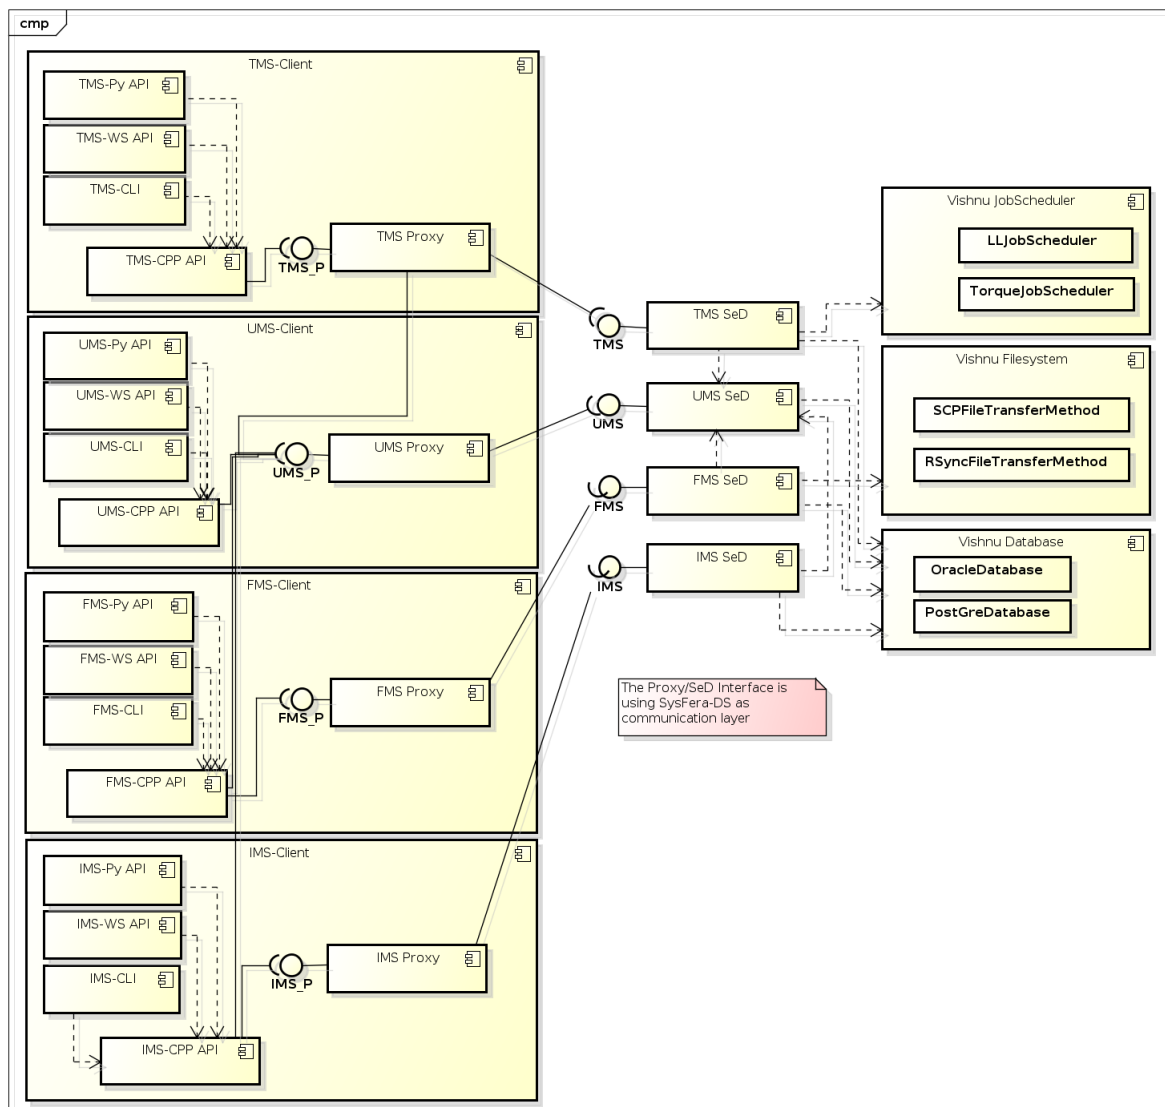 cmp
TMS-Client
TMS-Py API
TMS-WS API
TMS-CLI
TMS-CPP API
TMS_P
TMS Proxy
UMS-Client
UMS-Py API
UMS-WS API
UMS-CLI
UMS-CPP API
UMS_P
UMS Proxy
FMS-Client
FMS-Py API
FMS-WS API
FMS-CLI
FMS-CPP API
FMS_P
FMS Proxy
IMS-Client
IMS-Py API
IMS-WS API
IMS-CLI
IMS-CPP API
IMS_P
IMS Proxy
TMS
TMS SeD
UMS
UMS SeD
FMS
FMS SeD
IMS
IMS SeD
The Proxy/SeD Interface is
using SysFera-DS as
communication layer
Vishnu JobScheduler
LLJobScheduler
TorqueJobScheduler
Vishnu Filesystem
SCPFileTransferMethod
RSyncFileTransferMethod
Vishnu Database
OracleDatabase
PostGreDatabase